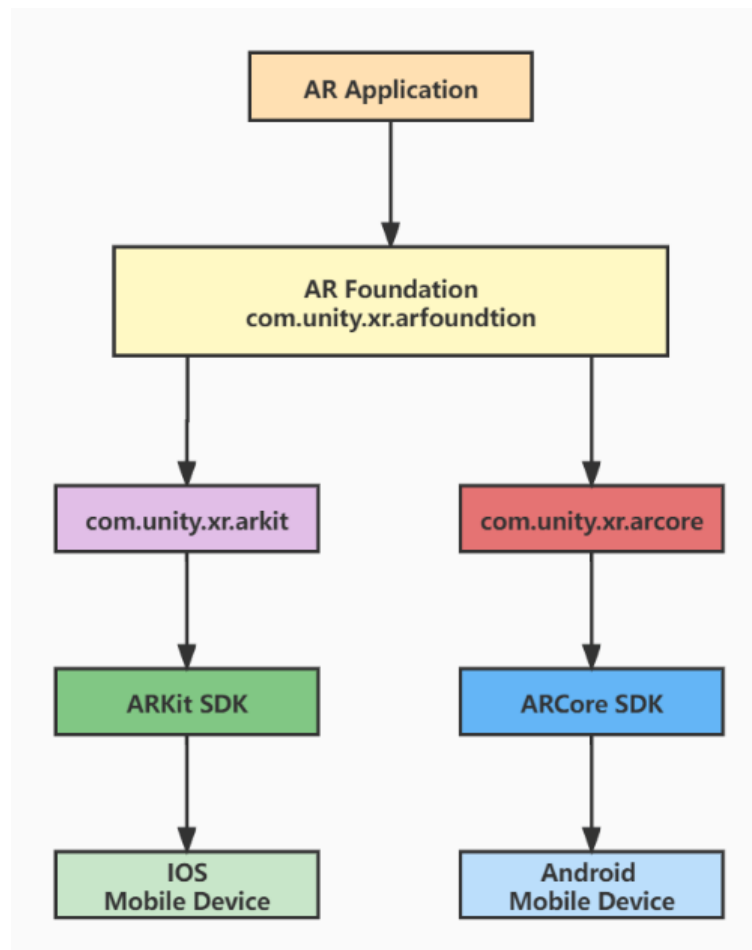 AR Application
AR Foundation
com.unity.xr.arfoundtion
com.unity.xr.arkit
com.unity.xr.arcore
ARKit SDK
ARCore SDK
IOS
Mobile Device
Android
Mobile Device